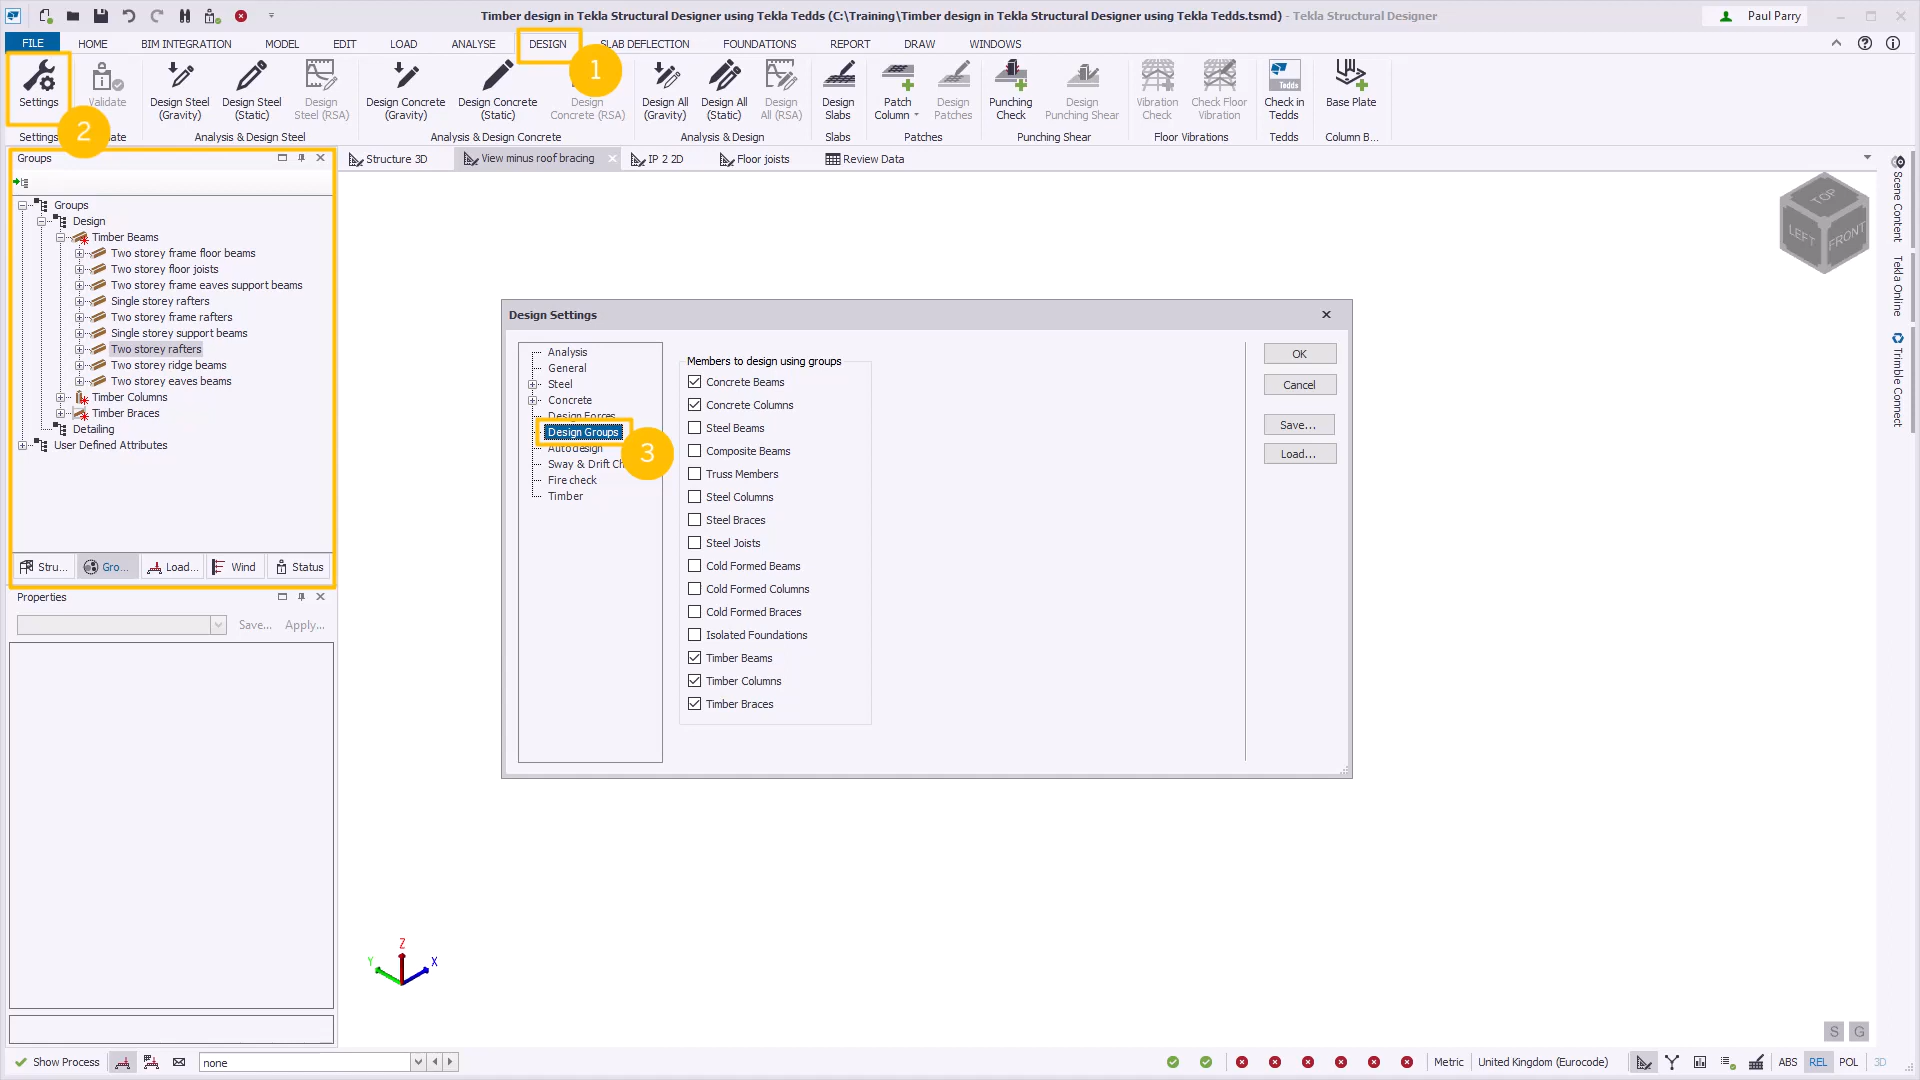 Timber design in Tekla Structural Designer using Tekla Tedds (C:\Training\Timber design in Tekla Structural Designer using Tekla Tedds.tsmd) - Tekla Structural Designer
Paul Parry
FILE HOME BIM INTEGRATION MODEL EDIT LOAD ANALYSE DESIGN SLAB DEFLECTION FOUNDATIONS REPORT DRAW WINDOWS
1
Settings
Validate
Design Steel (Gravity)
Design Steel (Static)
Design Steel (RSA)
Design Concrete (Gravity)
Design Concrete (Static)
Design Concrete (RSA)
Design All (Gravity)
Design All (Static)
Design All (RSA)
Design Slabs
Patch Column
Design Patches
Punching Check
Design Punching Shear
Vibration Check
Check Floor Vibration
Check in Tedds
Base Plate
2
Settings
Analysis & Design Steel
Analysis & Design Concrete
Analysis & Design
Slabs
Patches
Punching Shear
Floor Vibrations
Tedds
Column B...
Groups
Structure 3D
View minus roof bracing
IP 2 2D
Floor joists
Review Data
Groups
Design
Timber Beams
Two storey frame floor beams
Two storey floor joists
Two storey frame eaves support beams
Single storey rafters
Two storey frame rafters
Single storey support beams
Two storey rafters
Two storey ridge beams
Two storey eaves beams
Timber Columns
Timber Braces
Detailing
User Defined Attributes
Stru...
Gro...
Load...
Wind
Status
Properties
Save...
Apply...
Design Settings
Analysis
General
Steel
Concrete
Design Forces
Design Groups
3
Autodesign
Sway & Drift Ch
Fire check
Timber
Members to design using groups
Concrete Beams
Concrete Columns
Steel Beams
Composite Beams
Truss Members
Steel Columns
Steel Braces
Steel Joists
Cold Formed Beams
Cold Formed Columns
Cold Formed Braces
Isolated Foundations
Timber Beams
Timber Columns
Timber Braces
OK
Cancel
Save...
Load...
TOP
LEFT
FRONT
Scene Content
Tekla Online
Trimble Connect
Z
Y
X
S G
Show Process
none
Metric
United Kingdom (Eurocode)
ABS REL POL 3D